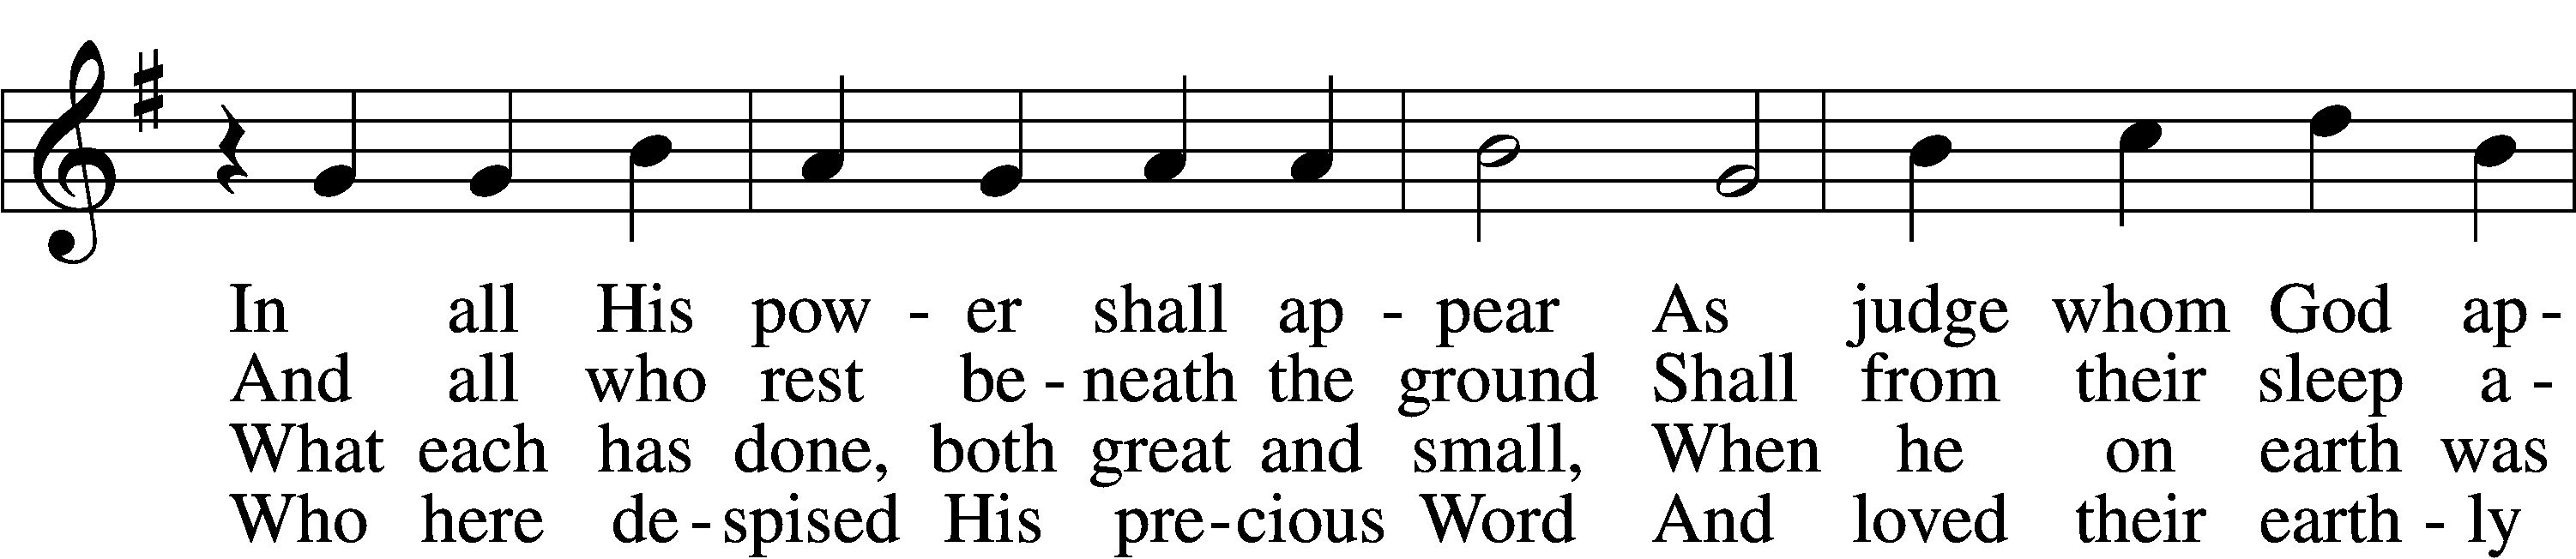 In all His pow - er shall ap - pear As judge whom God ap -
And all who rest be - neath the ground Shall from their sleep a -
What each has done, both great and small, When he on earth was
Who here de - spised His pre - cious Word And loved their earth - ly